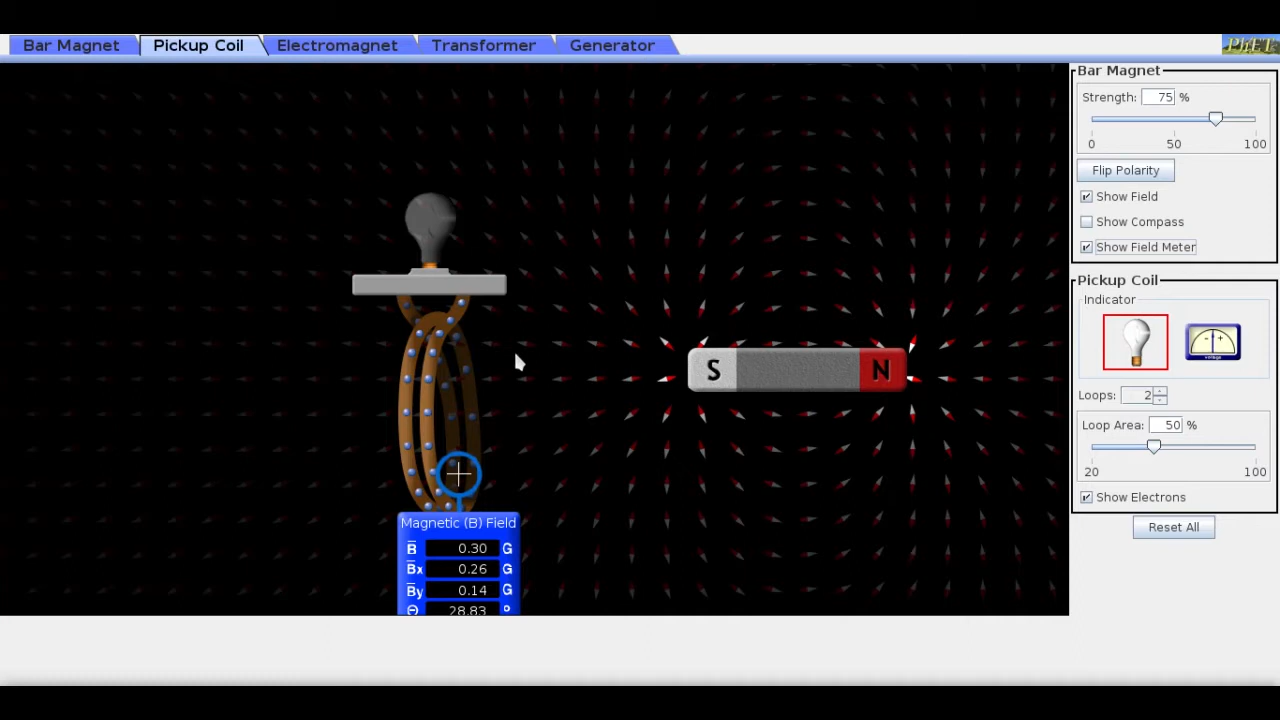 Bar Magnet Pickup Coil Electromagnet Transformer Generator
PhET
Bar Magnet
Strength: 75 %
0 50 100
Flip Polarity
Show Field
Show Compass
Show Field Meter
Pickup Coil
Indicator
- +
voltage
Loops: 2
Loop Area: 50 %
20 100
Show Electrons
Reset All
S N
Magnetic (B) Field
B 0.30 G
Bx 0.26 G
By 0.14 G
Θ 28.83 °